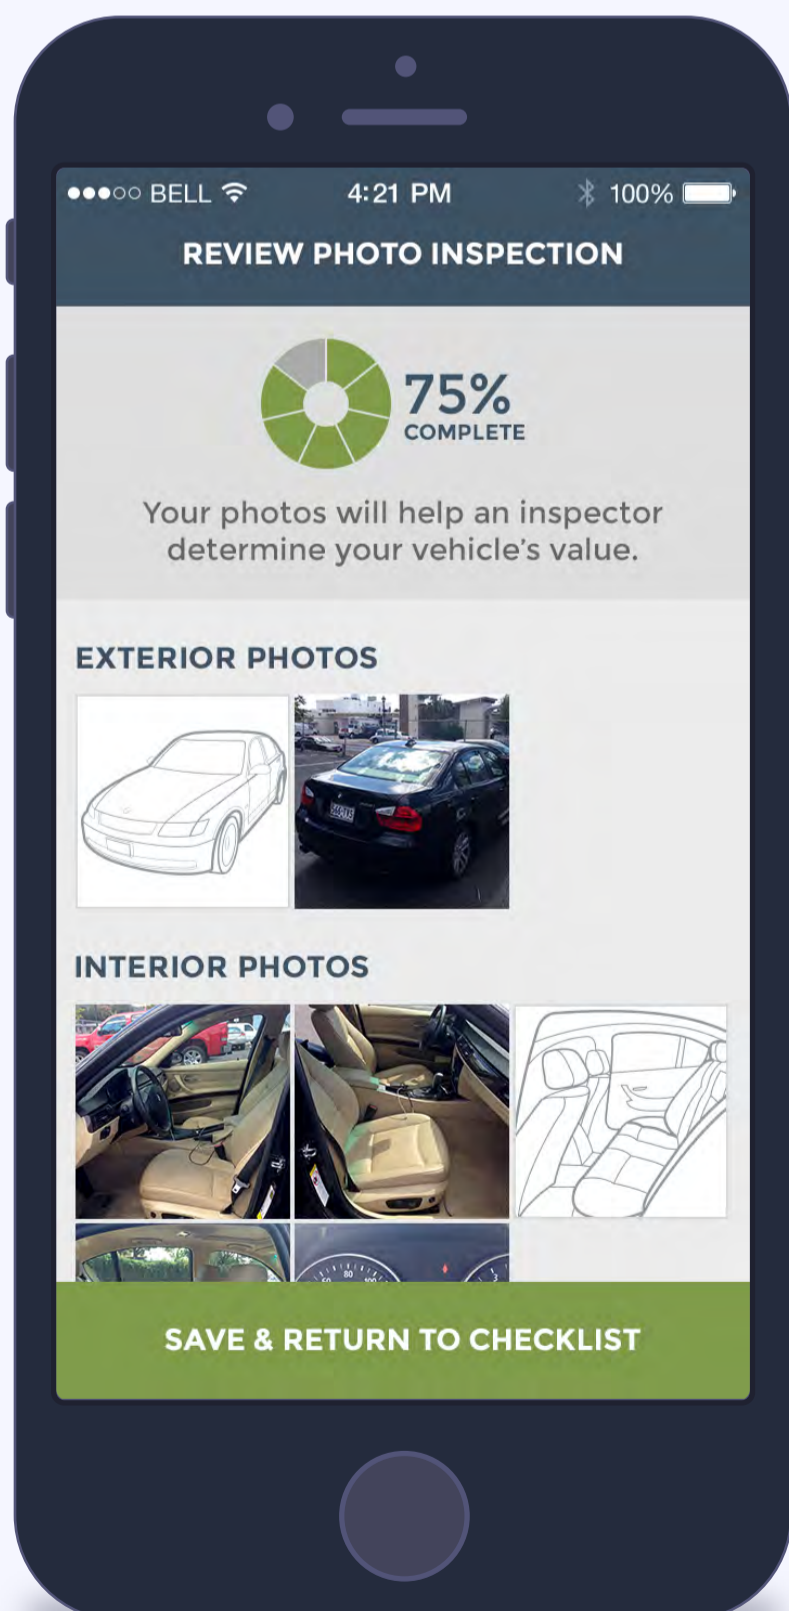 BELL 4:21 PM 100%
REVIEW PHOTO INSPECTION
75%
COMPLETE
Your photos will help an inspector
determine your vehicle's value.
EXTERIOR PHOTOS
INTERIOR PHOTOS
80
SAVE & RETURN TO CHECKLIST